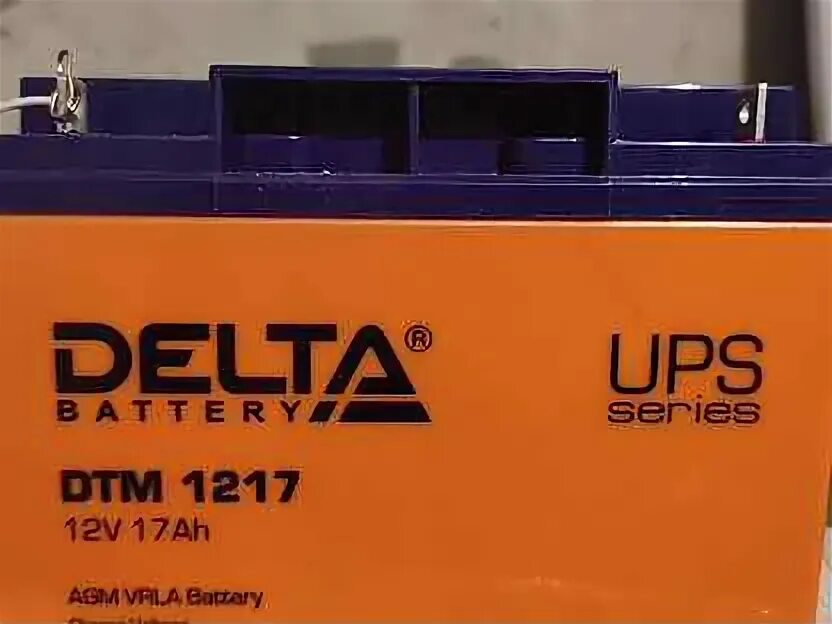 DELTA®
BATTERY
UPS
series
DTM 1217
12V 17Ah
AGM VRLA Battery